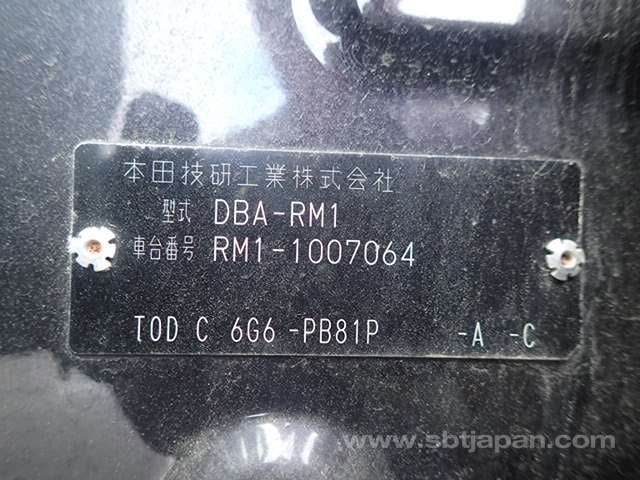 本田技研工業株式会社
型式 DBA-RM1
車台番号 RM1-1007064
TOD C 6G6 -PB81P -A -C
www.sbtjapan.com